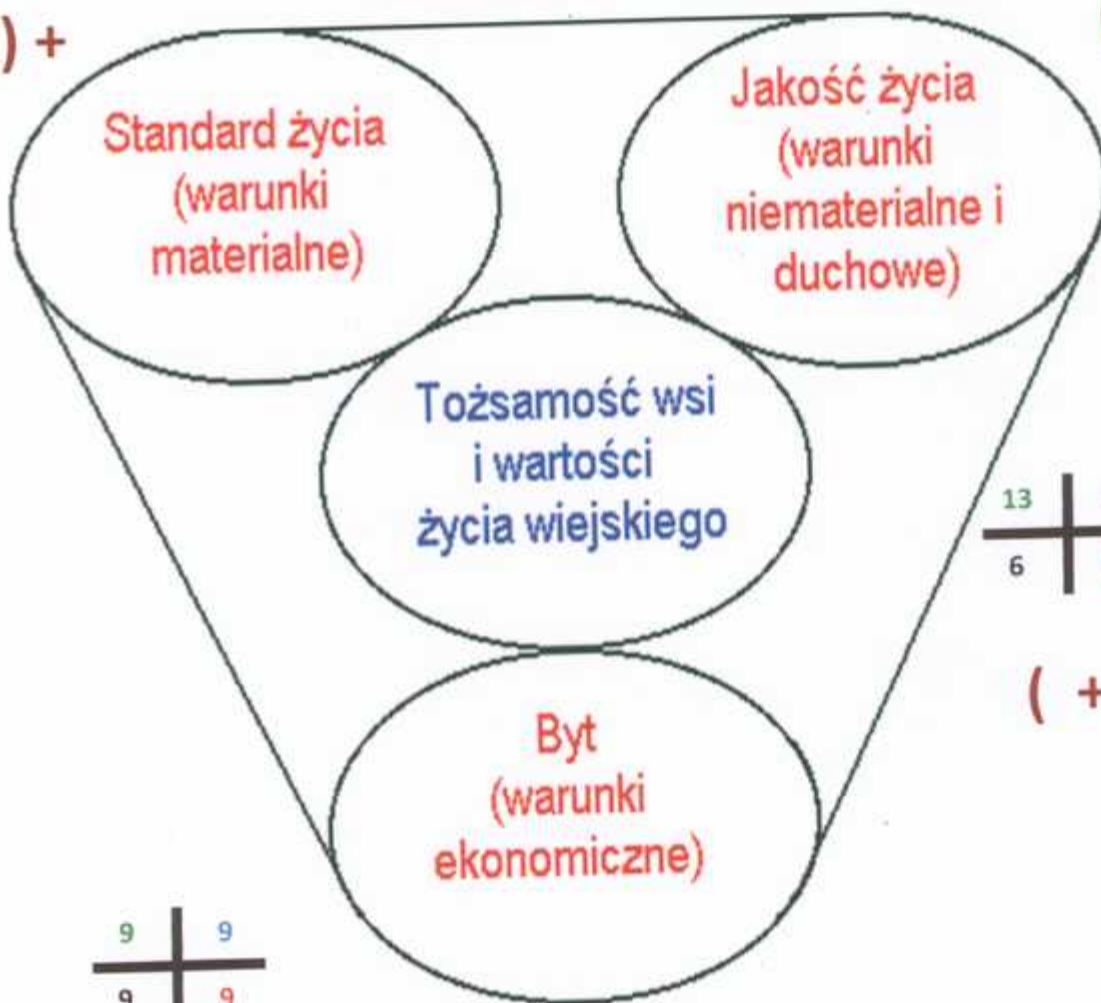 ) +
Standard życia
(warunki
materialne)
Jakość życia
(warunki
niematerialne i
duchowe)
Tożsamość wsi
i wartości
życia wiejskiego
13
6
( +
Byt
(warunki
ekonomiczne)
9 9
9 9